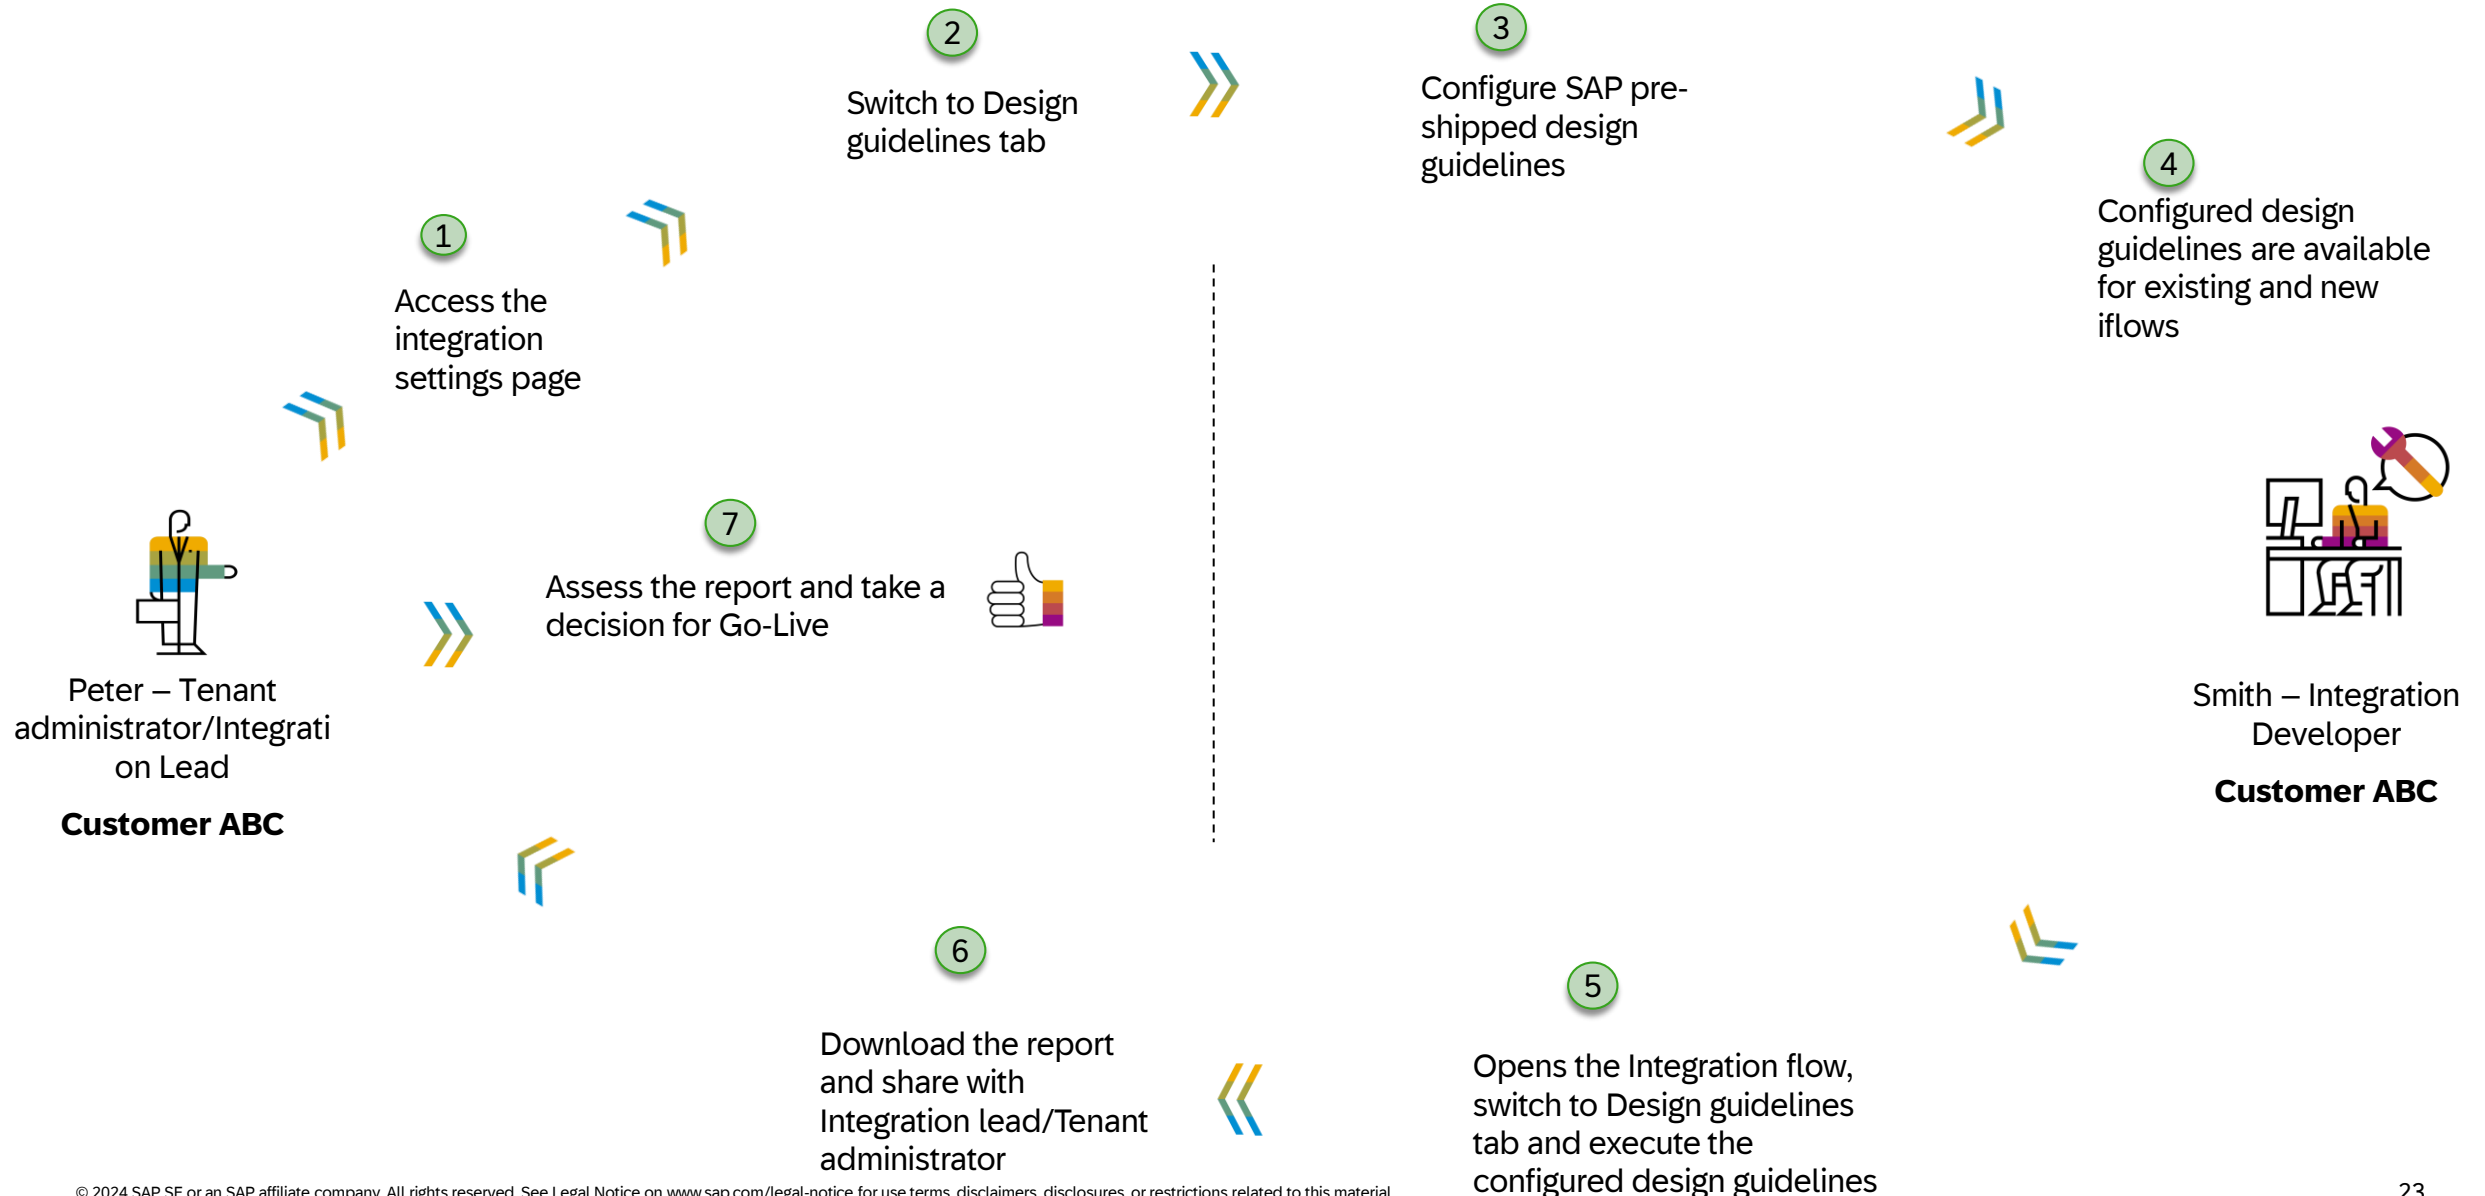 1
Access the
integration
settings page
2
Switch to Design
guidelines tab
3
Configure SAP pre-
shipped design
guidelines
4
Configured design
guidelines are available
for existing and new
iflows
Peter – Tenant
administrator/Integrati
on Lead
Customer ABC
7
Assess the report and take a
decision for Go-Live
Smith – Integration
Developer
Customer ABC
6
Download the report
and share with
Integration lead/Tenant
administrator
5
Opens the Integration flow,
switch to Design guidelines
tab and execute the
configured design guidelines
© 2024 SAP SE or an SAP affiliate company. All rights reserved. See Legal Notice on www.sap.com/legal-notice for use terms, disclaimers, disclosures, or restrictions related to this material.
23